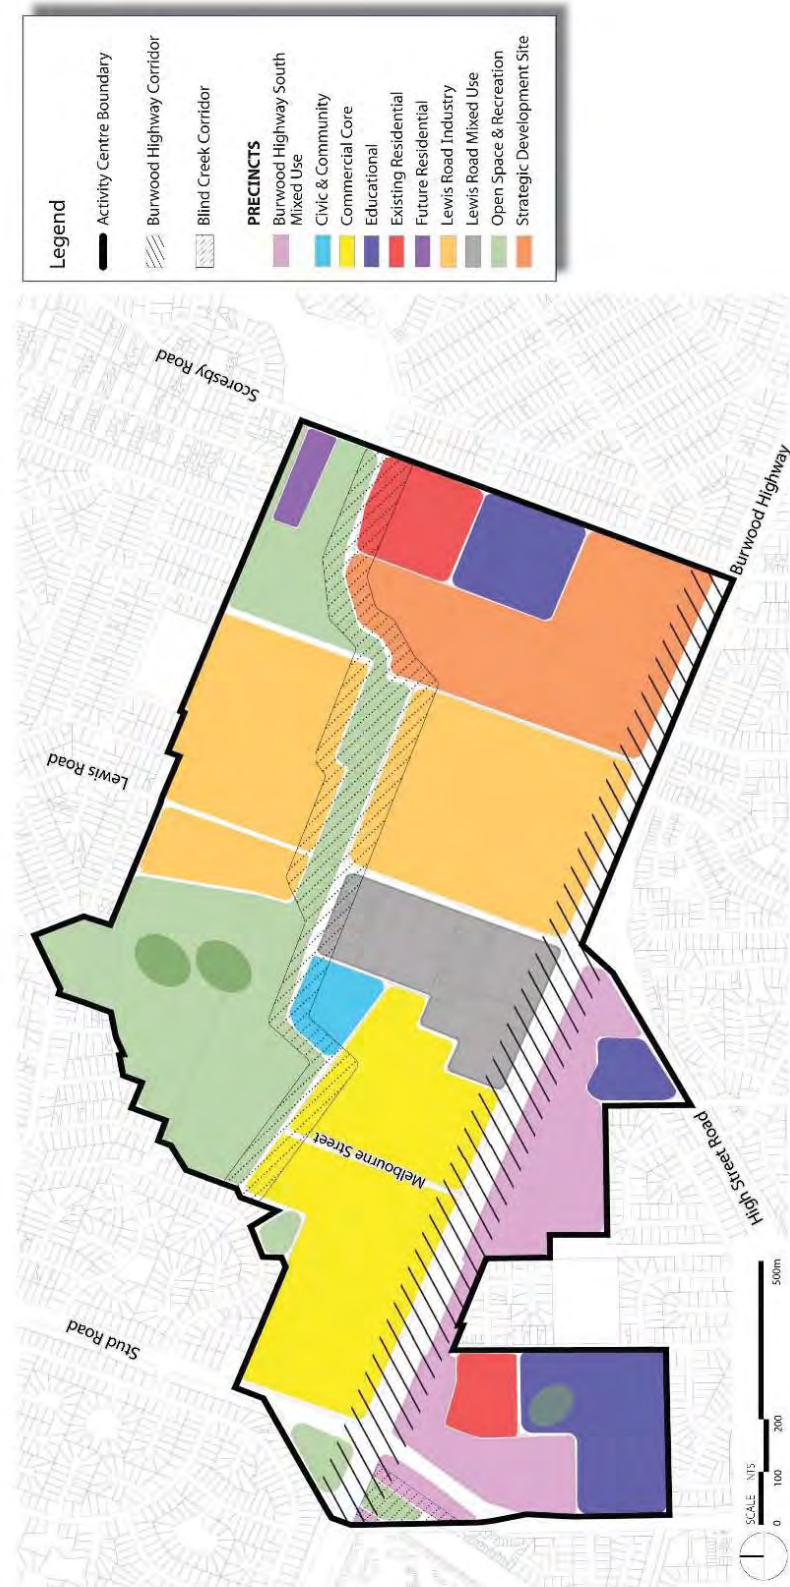 Legend
Activity Centre Boundary
Burwood Highway Corridor
Blind Creek Corridor
PRECINCTS
Burwood Highway South
Mixed Use
Civic & Community
Commercial Core
Educational
Existing Residential
Future Residential
Lewis Road Industry
Lewis Road Mixed Use
Open Space & Recreation
Strategic Development Site
Stud Road
Lewis Road
Scoresby Road
Melbourne Street
High Street Road
Burwood Highway
SCALE NTS
0 100 200 500m